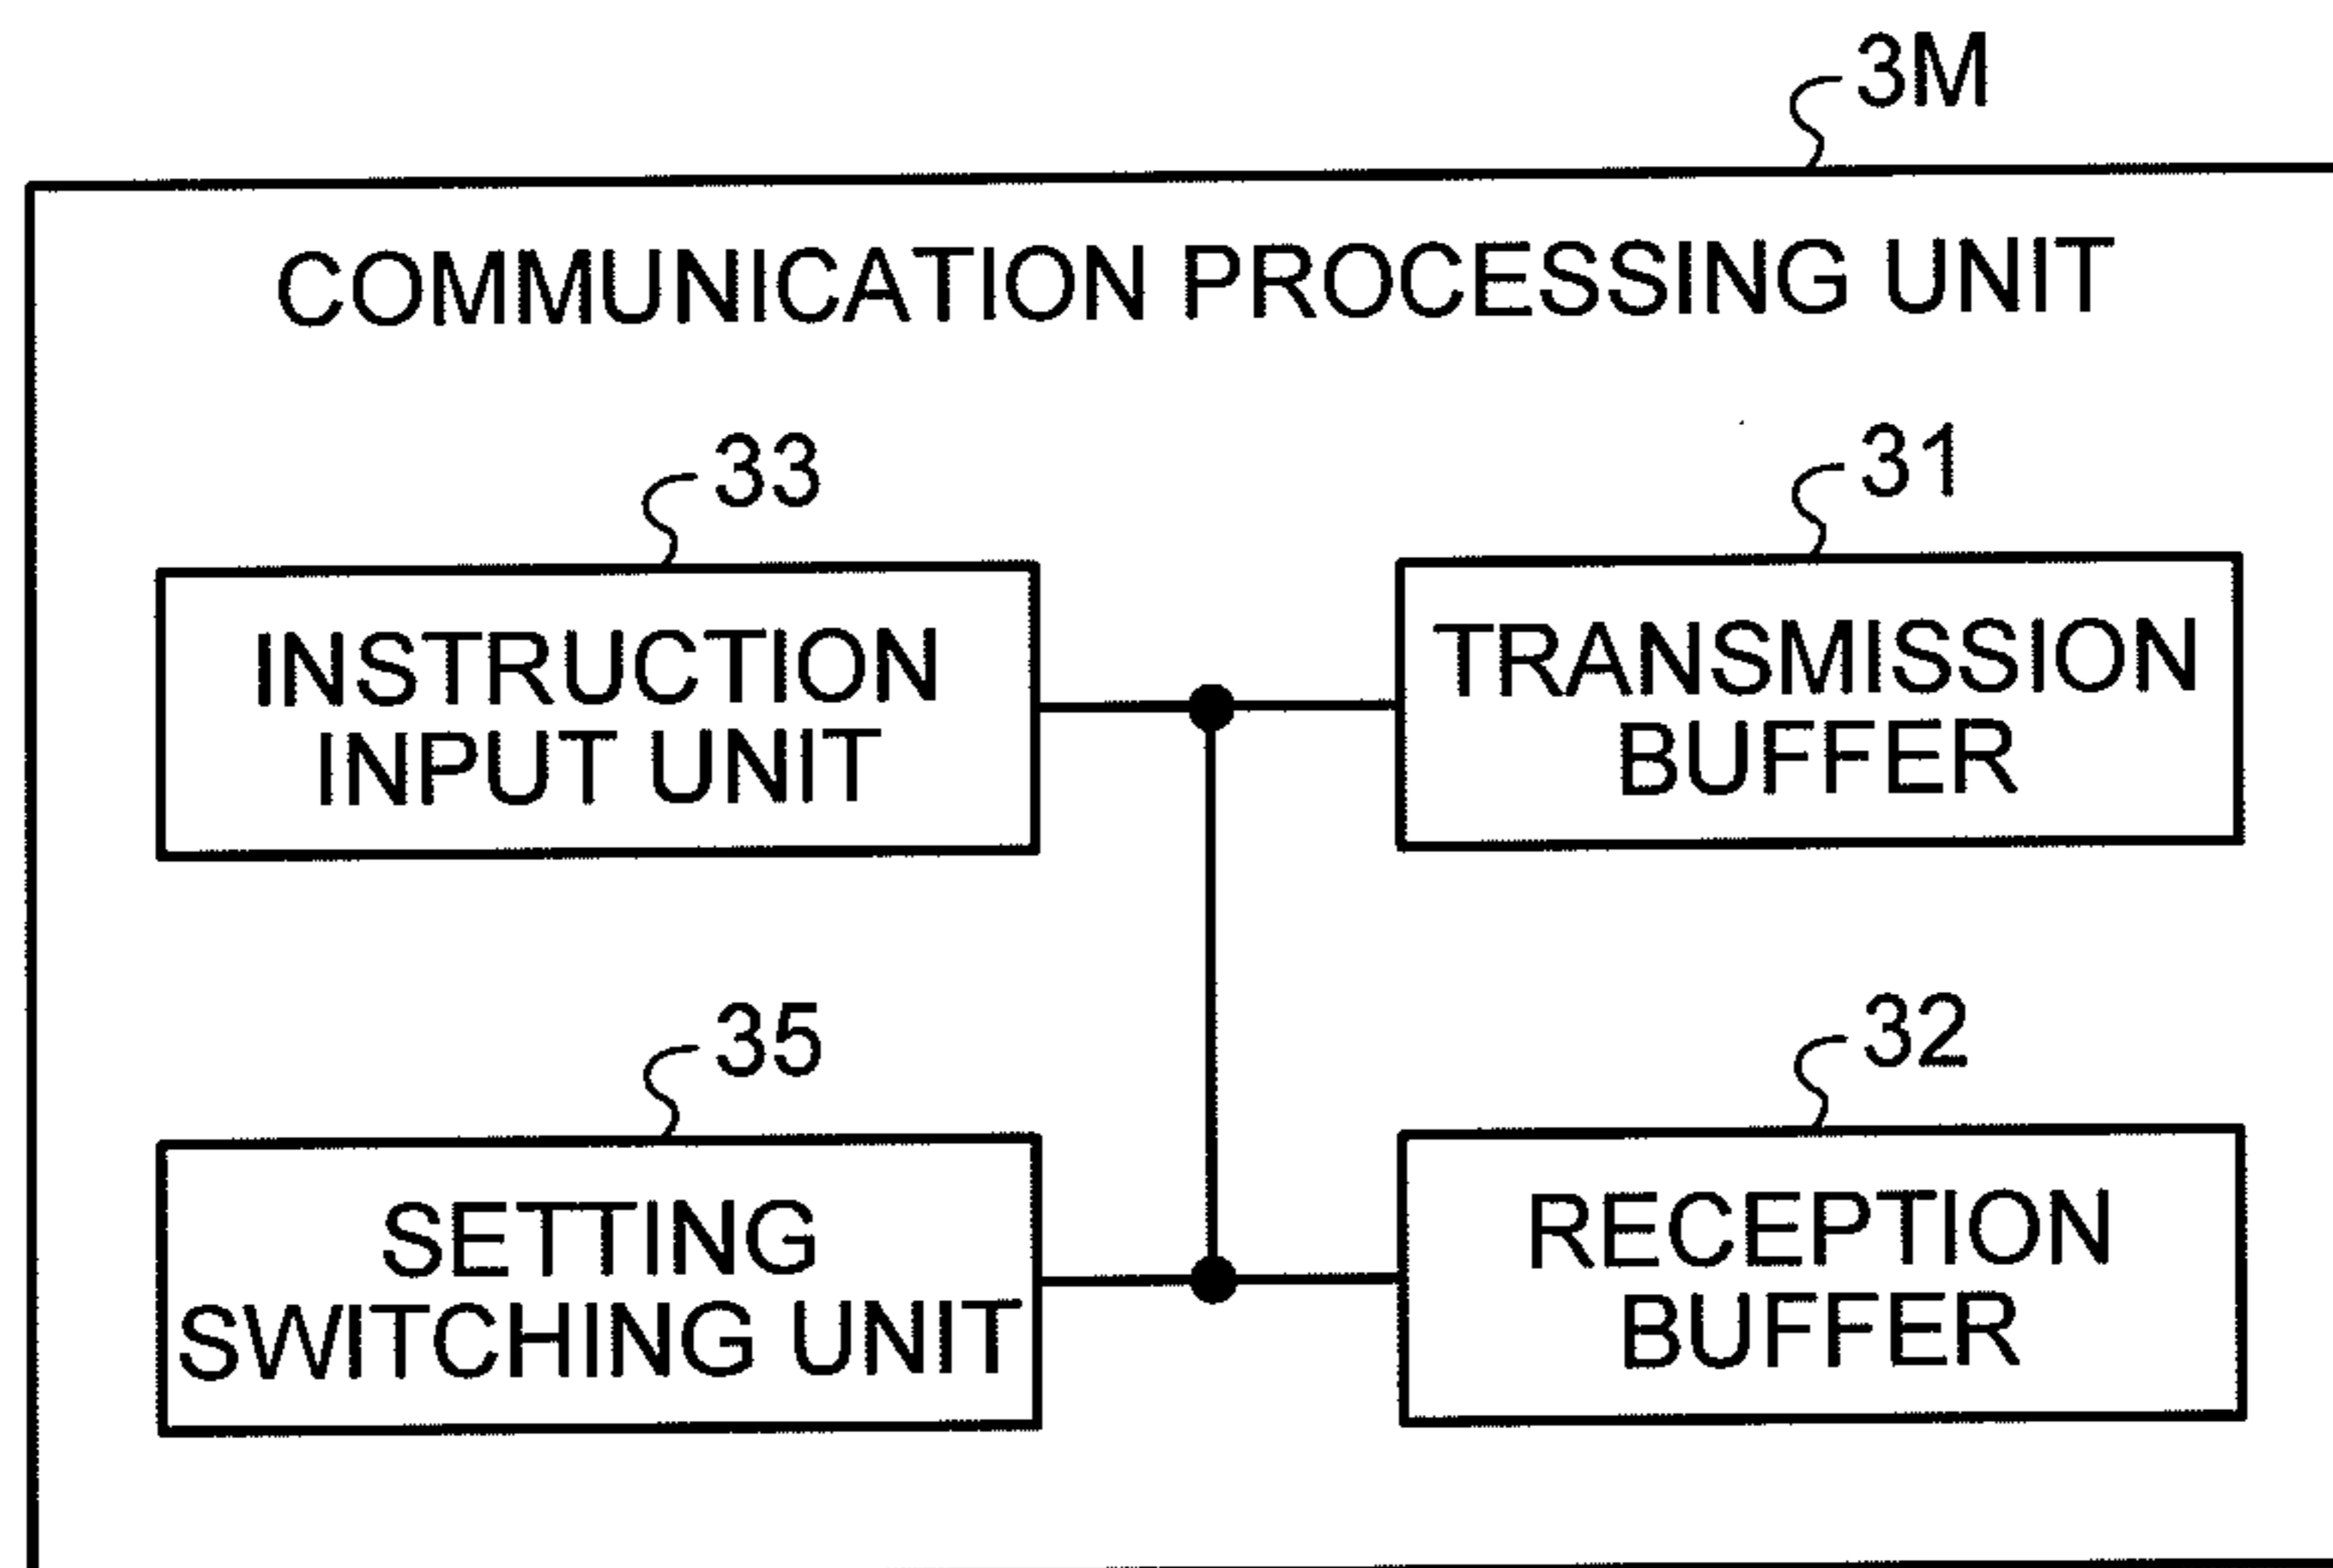 3M
COMMUNICATION PROCESSING UNIT
33
31
INSTRUCTION
INPUT UNIT
TRANSMISSION
BUFFER
35
32
SETTING
SWITCHING UNIT
RECEPTION
BUFFER